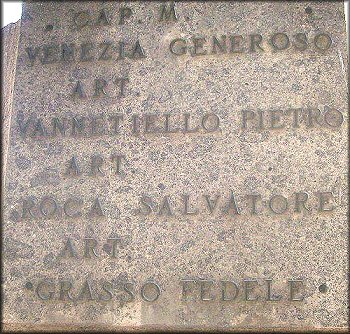 CAP. M.
VENEZIA GENEROSO
ART.
VANNETIELLO PIETRO
ART.
ROCA SALVATORE
ART.
GRASSO FEDELE